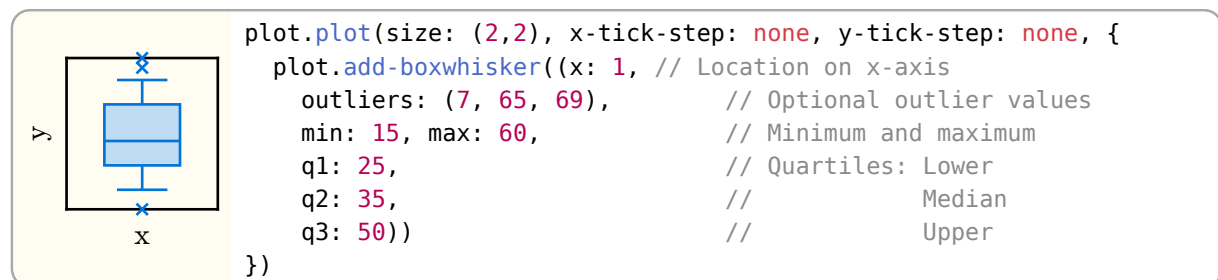 y
x
plot.plot(size: (2,2), x-tick-step: none, y-tick-step: none, {
  plot.add-boxwhisker((x: 1, // Location on x-axis
    outliers: (7, 65, 69),        // Optional outlier values
    min: 15, max: 60,             // Minimum and maximum
    q1: 25,                       // Quartiles: Lower
    q2: 35,                       //            Median
    q3: 50))                      //            Upper
})